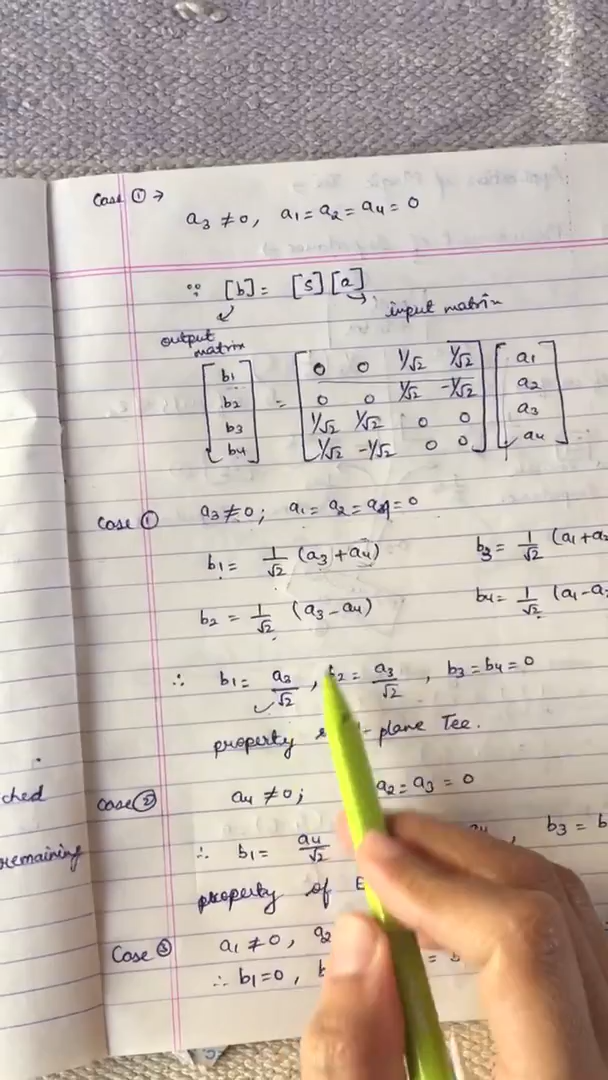 Case ① →
a₃ ≠ 0, a₁ = a₂ = a₄ = 0
∵ [b] = [S] [a]
input matrix
output
matrix
[b₁] = [0 0 1/√2 1/√2] [a₁]
[b₂] [0 0 1/√2 -1/√2] [a₂]
[b₃] [1/√2 1/√2 0 0] [a₃]
[b₄] [1/√2 -1/√2 0 0] [a₄]
Case ① a₃ ≠ 0; a₁ = a₂ = a₄ = 0
b₁ = 1/√2 (a₃ + a₄) b₃ = 1/√2 (a₁ + a₂
b₂ = 1/√2 (a₃ - a₄) b₄ = 1/√2 (a₁ - a₂
∴ b₁ = a₃/√2, b₂ = a₃/√2, b₃ = b₄ = 0
property plane Tee.
ched
Case ② a₄ ≠ 0; a₂ = a₃ = 0
remaining
∴ b₁ = a₄/√2 , b₃ = b
property of E
Case ③ a₁ ≠ 0, a₂
∴ b₁ = 0, b =